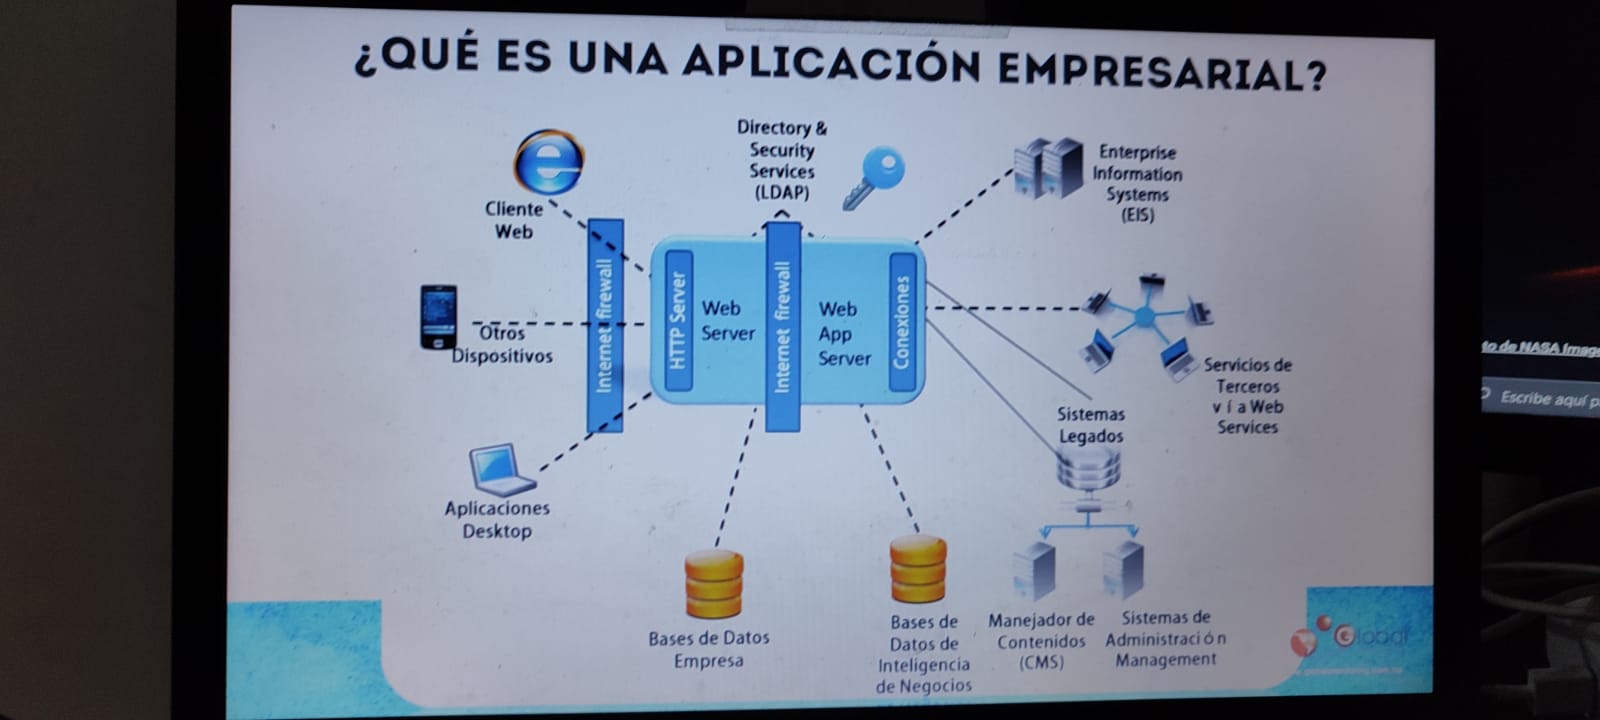 ¿QUÉ ES UNA APLICACIÓN EMPRESARIAL?
Directory &
Security
Services
(LDAP)
Enterprise
Information
Systems
(EIS)
Cliente
Web
Internet firewall
HTTP Server
Web
Server
Internet firewall
Web
App
Server
Conexiones
Otros
Dispositivos
Servicios de
Terceros
v í a Web
Services
Sistemas
Legados
Aplicaciones
Desktop
Bases de Datos
Empresa
Bases de
Datos de
Inteligencia
de Negocios
Manejador de
Contenidos
(CMS)
Sistemas de
Administraci ó n
Management
Global
to de NASA Image
Escribe aquí p